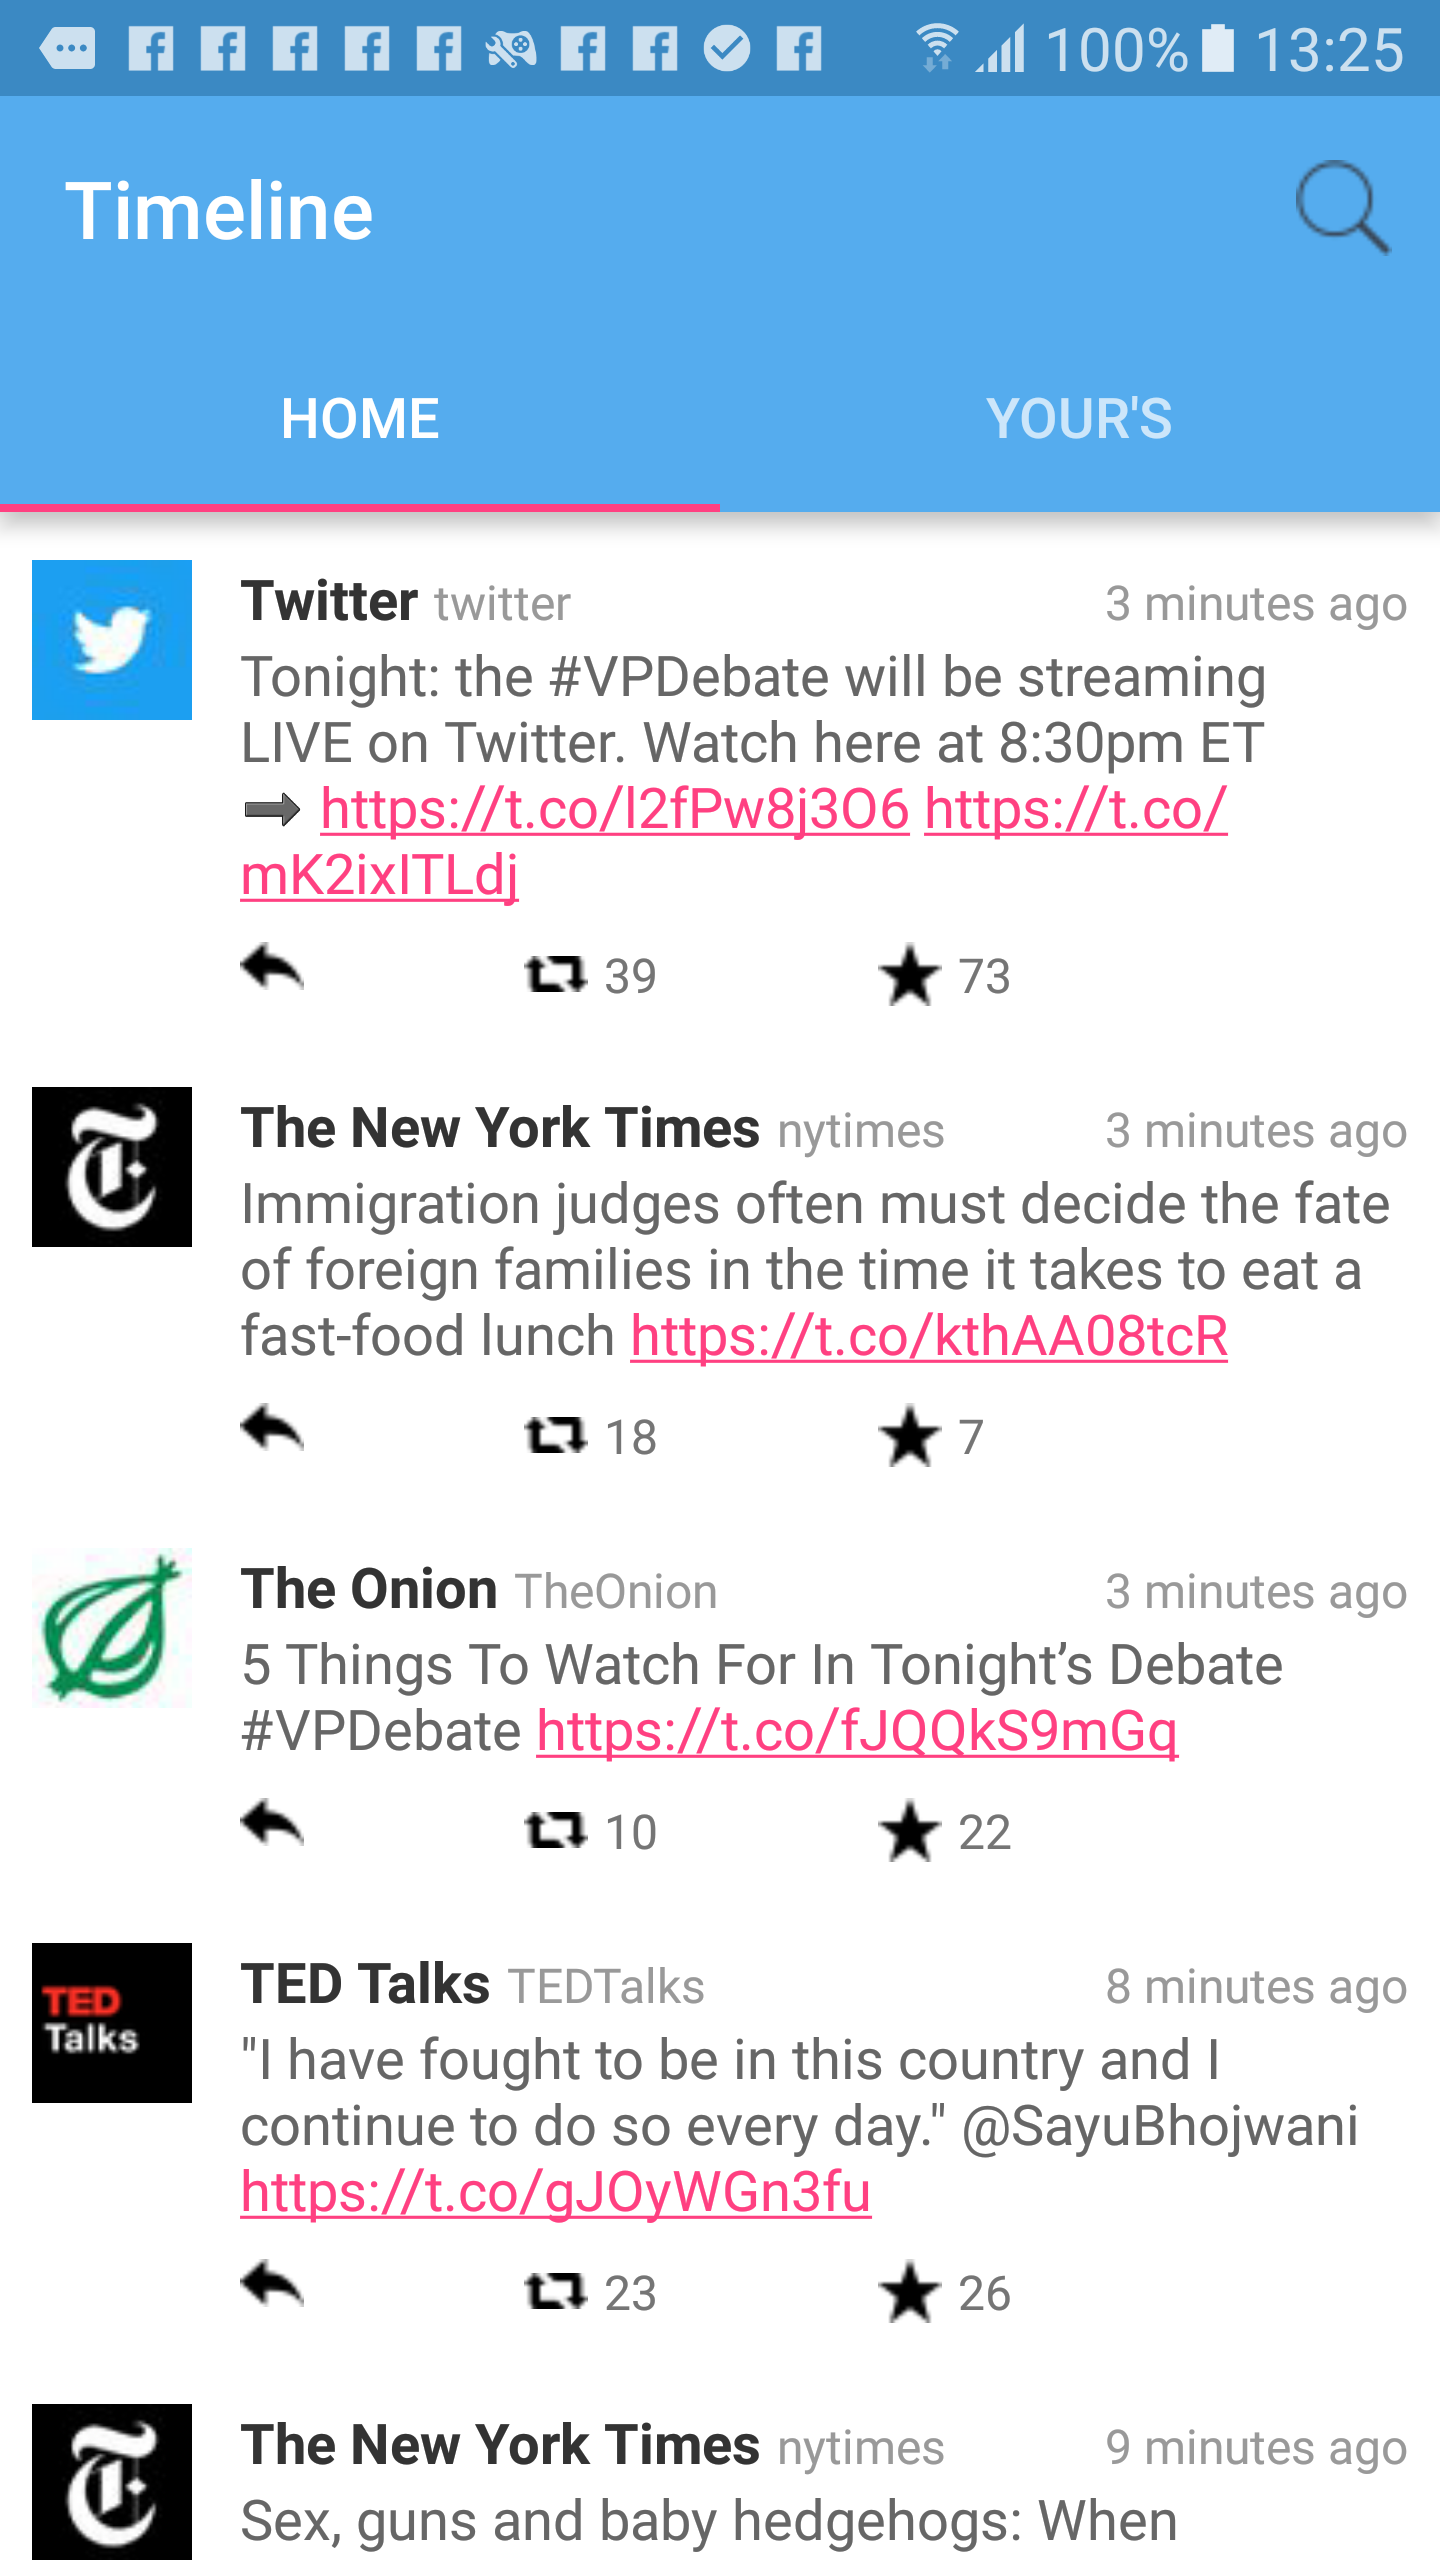 100% 13:25
Timeline
HOME YOUR'S
Twitter twitter 3 minutes ago
Tonight: the #VPDebate will be streaming
LIVE on Twitter. Watch here at 8:30pm ET
➡ https://t.co/l2fPw8j3O6 https://t.co/
mK2ixITLdj
39 73
The New York Times nytimes 3 minutes ago
Immigration judges often must decide the fate
of foreign families in the time it takes to eat a
fast-food lunch https://t.co/kthAA08tcR
18 7
The Onion TheOnion 3 minutes ago
5 Things To Watch For In Tonight’s Debate
#VPDebate https://t.co/fJQQkS9mGq
10 22
TED Talks
TED Talks TEDTalks 8 minutes ago
"I have fought to be in this country and I
continue to do so every day." @SayuBhojwani
https://t.co/gJOyWGn3fu
23 26
The New York Times nytimes 9 minutes ago
Sex, guns and baby hedgehogs: When